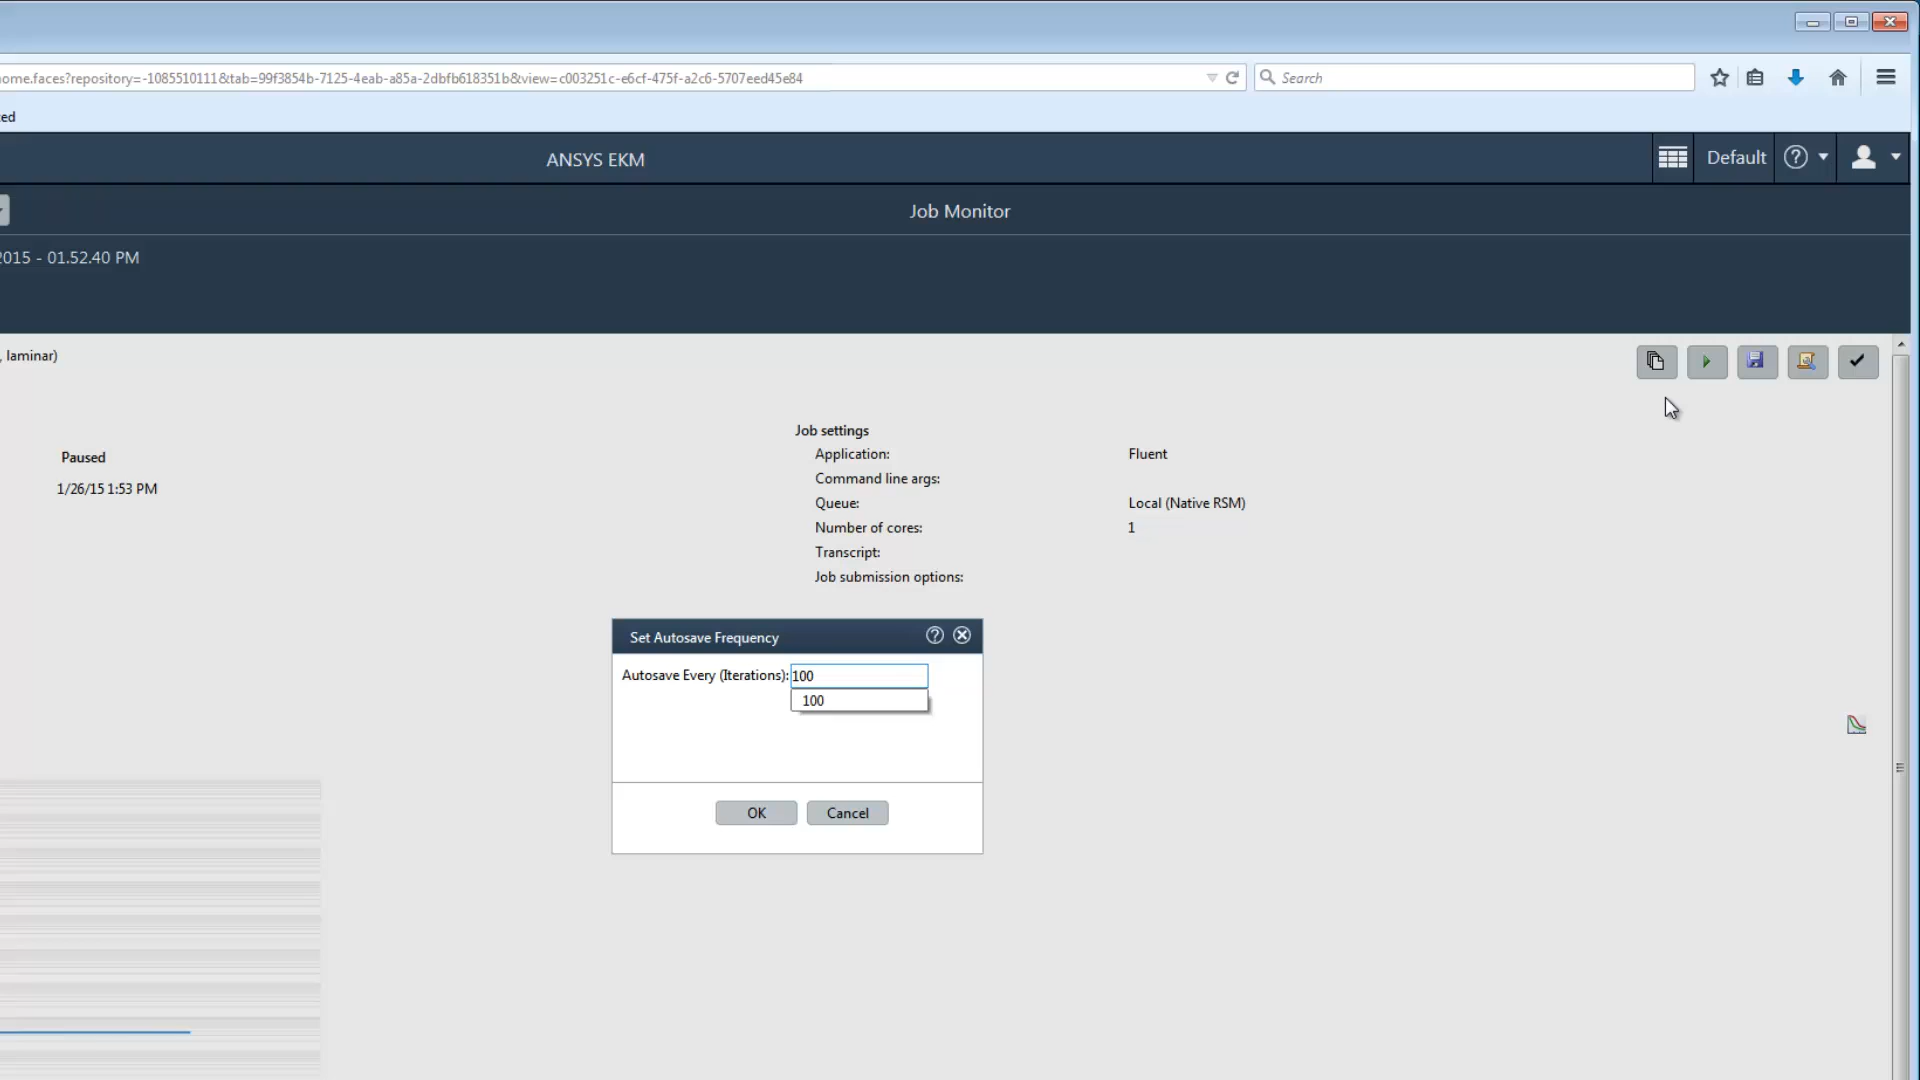 ome.faces?repository=-1085510111&tab=99f3854b-7125-4eab-a85a-2dbfb618351b&view=c003251c-e6cf-475f-a2c6-5707eed45e84
Search
ed
ANSYS EKM
Default
Job Monitor
2015 - 01.52.40 PM
, laminar)
Job settings
Paused
Application: Fluent
Command line args:
1/26/15 1:53 PM
Queue: Local (Native RSM)
Number of cores: 1
Transcript:
Job submission options:
Set Autosave Frequency
Autosave Every (Iterations): 100
100
OK Cancel